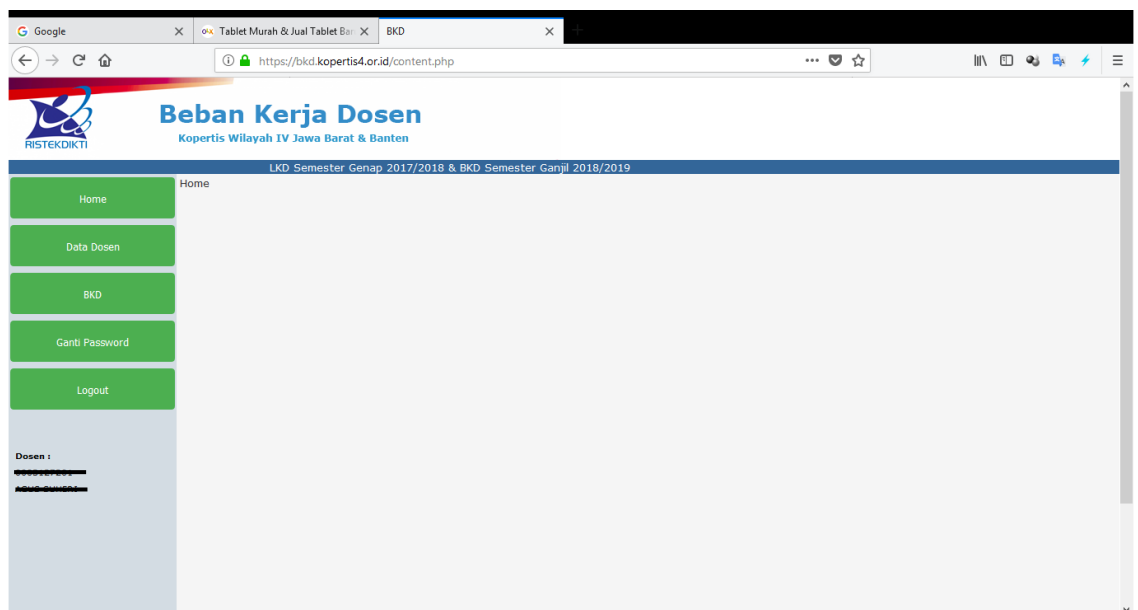 Google
Tablet Murah & Jual Tablet Bar
BKD
https://bkd.kopertis4.or.id/content.php
RISTEKDIKTI
Beban Kerja Dosen
Kopertis Wilayah IV Jawa Barat & Banten
LKD Semester Genap 2017/2018 & BKD Semester Ganjil 2018/2019
Home
Home
Data Dosen
BKD
Ganti Password
Logout
Dosen :